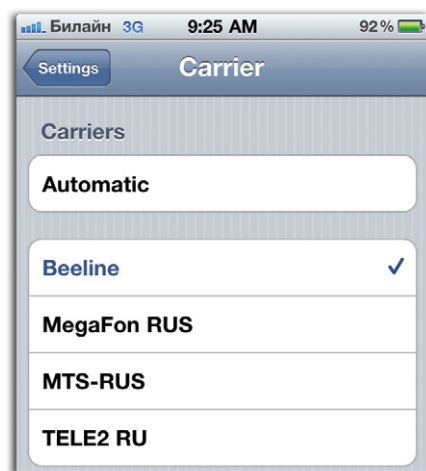 Билайн 3G 9:25 AM 92%
Settings Carrier
Carriers
Automatic
Beeline
MegaFon RUS
MTS-RUS
TELE2 RU